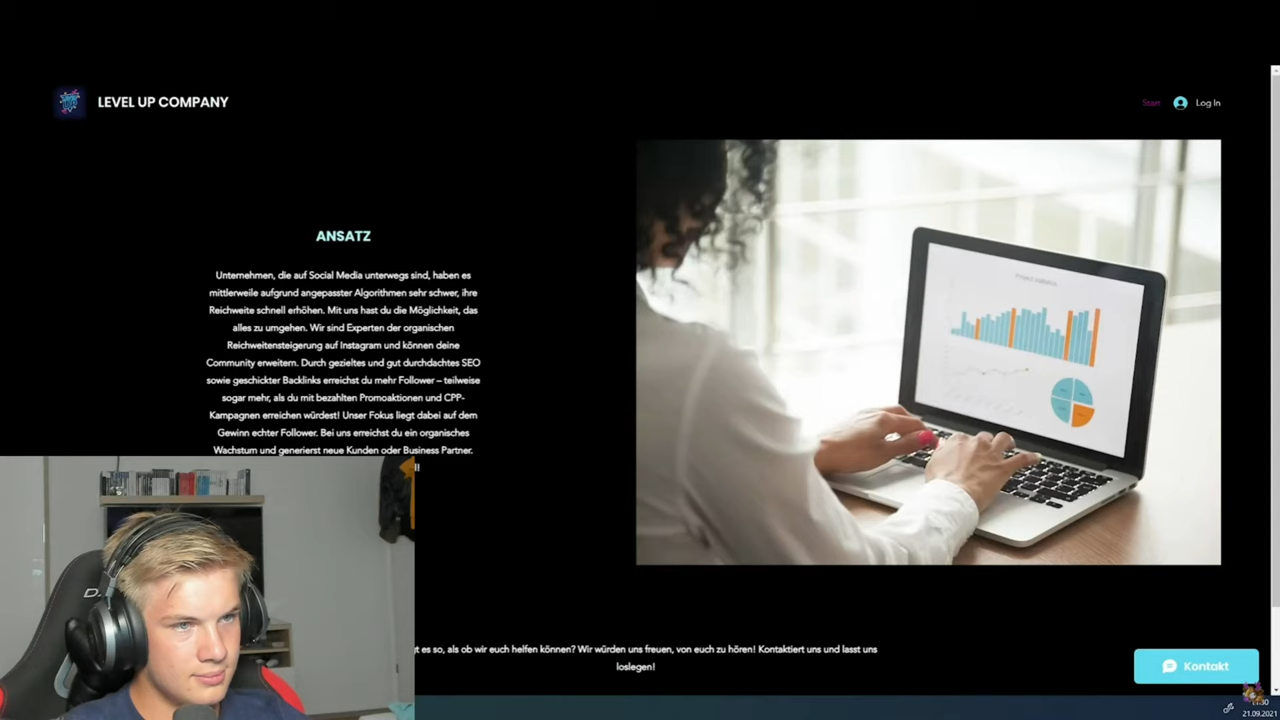 LEVEL UP COMPANY
Start
Log In
ANSATZ
Unternehmen, die auf Social Media unterwegs sind, haben es
mittlerweile aufgrund angepasster Algorithmen sehr schwer, ihre
Reichweite schnell erhöhen. Mit uns hast du die Möglichkeit, das
alles zu umgehen. Wir sind Experten der organischen
Reichweitensteigerung auf Instagram und können deine
Community erweitern. Durch gezieltes und gut durchdachtes SEO
sowie geschickter Backlinks erreichst du mehr Follower – teilweise
sogar mehr, als du mit bezahlten Promoaktionen und CPP-
Kampagnen erreichen würdest! Unser Fokus liegt dabei auf dem
Gewinn echter Follower. Bei uns erreichst du ein organisches
Wachstum und generierst neue Kunden oder Business Partner.
es so, als ob wir euch helfen können? Wir würden uns freuen, von euch zu hören! Kontaktiert uns und lasst uns
loslegen!
Kontakt
21.09.2021